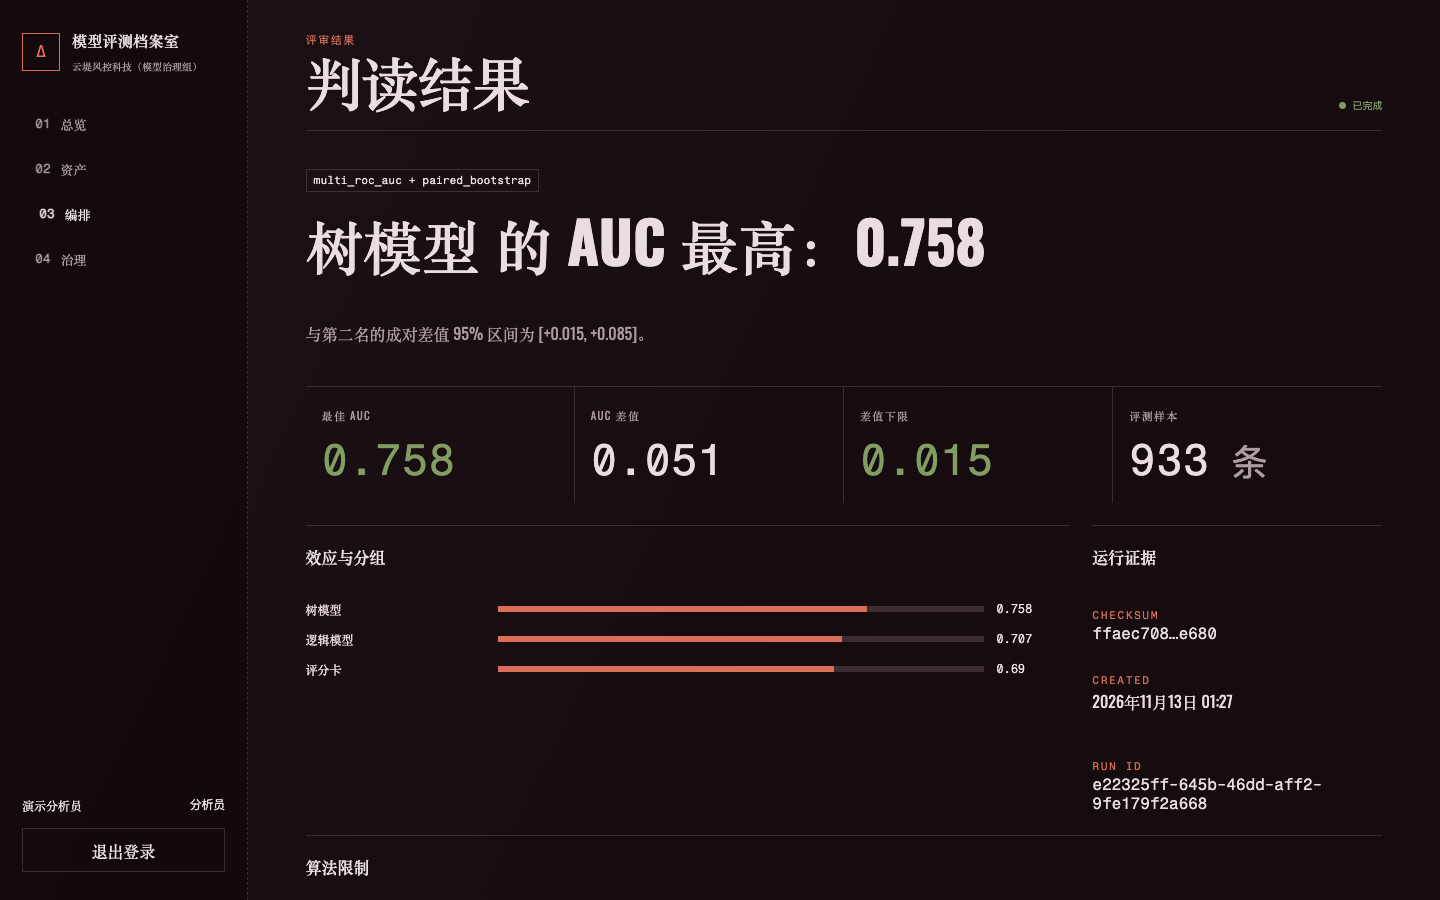 Δ
模型评测档案室
云堤风控科技（模型治理组）
01 总览
02 资产
03 编排
04 治理
演示分析员
分析员
退出登录
评审结果
判读结果
已完成
multi_roc_auc + paired_bootstrap
树模型 的 AUC 最高：0.758
与第二名的成对差值 95% 区间为 [+0.015, +0.085]。
最佳 AUC
0.758
AUC 差值
0.051
差值下限
0.015
评测样本
933 条
效应与分组
树模型 0.758
逻辑模型 0.707
评分卡 0.69
运行证据
CHECKSUM
ffaec708…e680
CREATED
2026年11月13日 01:27
RUN ID
e22325ff-645b-46dd-aff2-
9fe179f2a668
算法限制